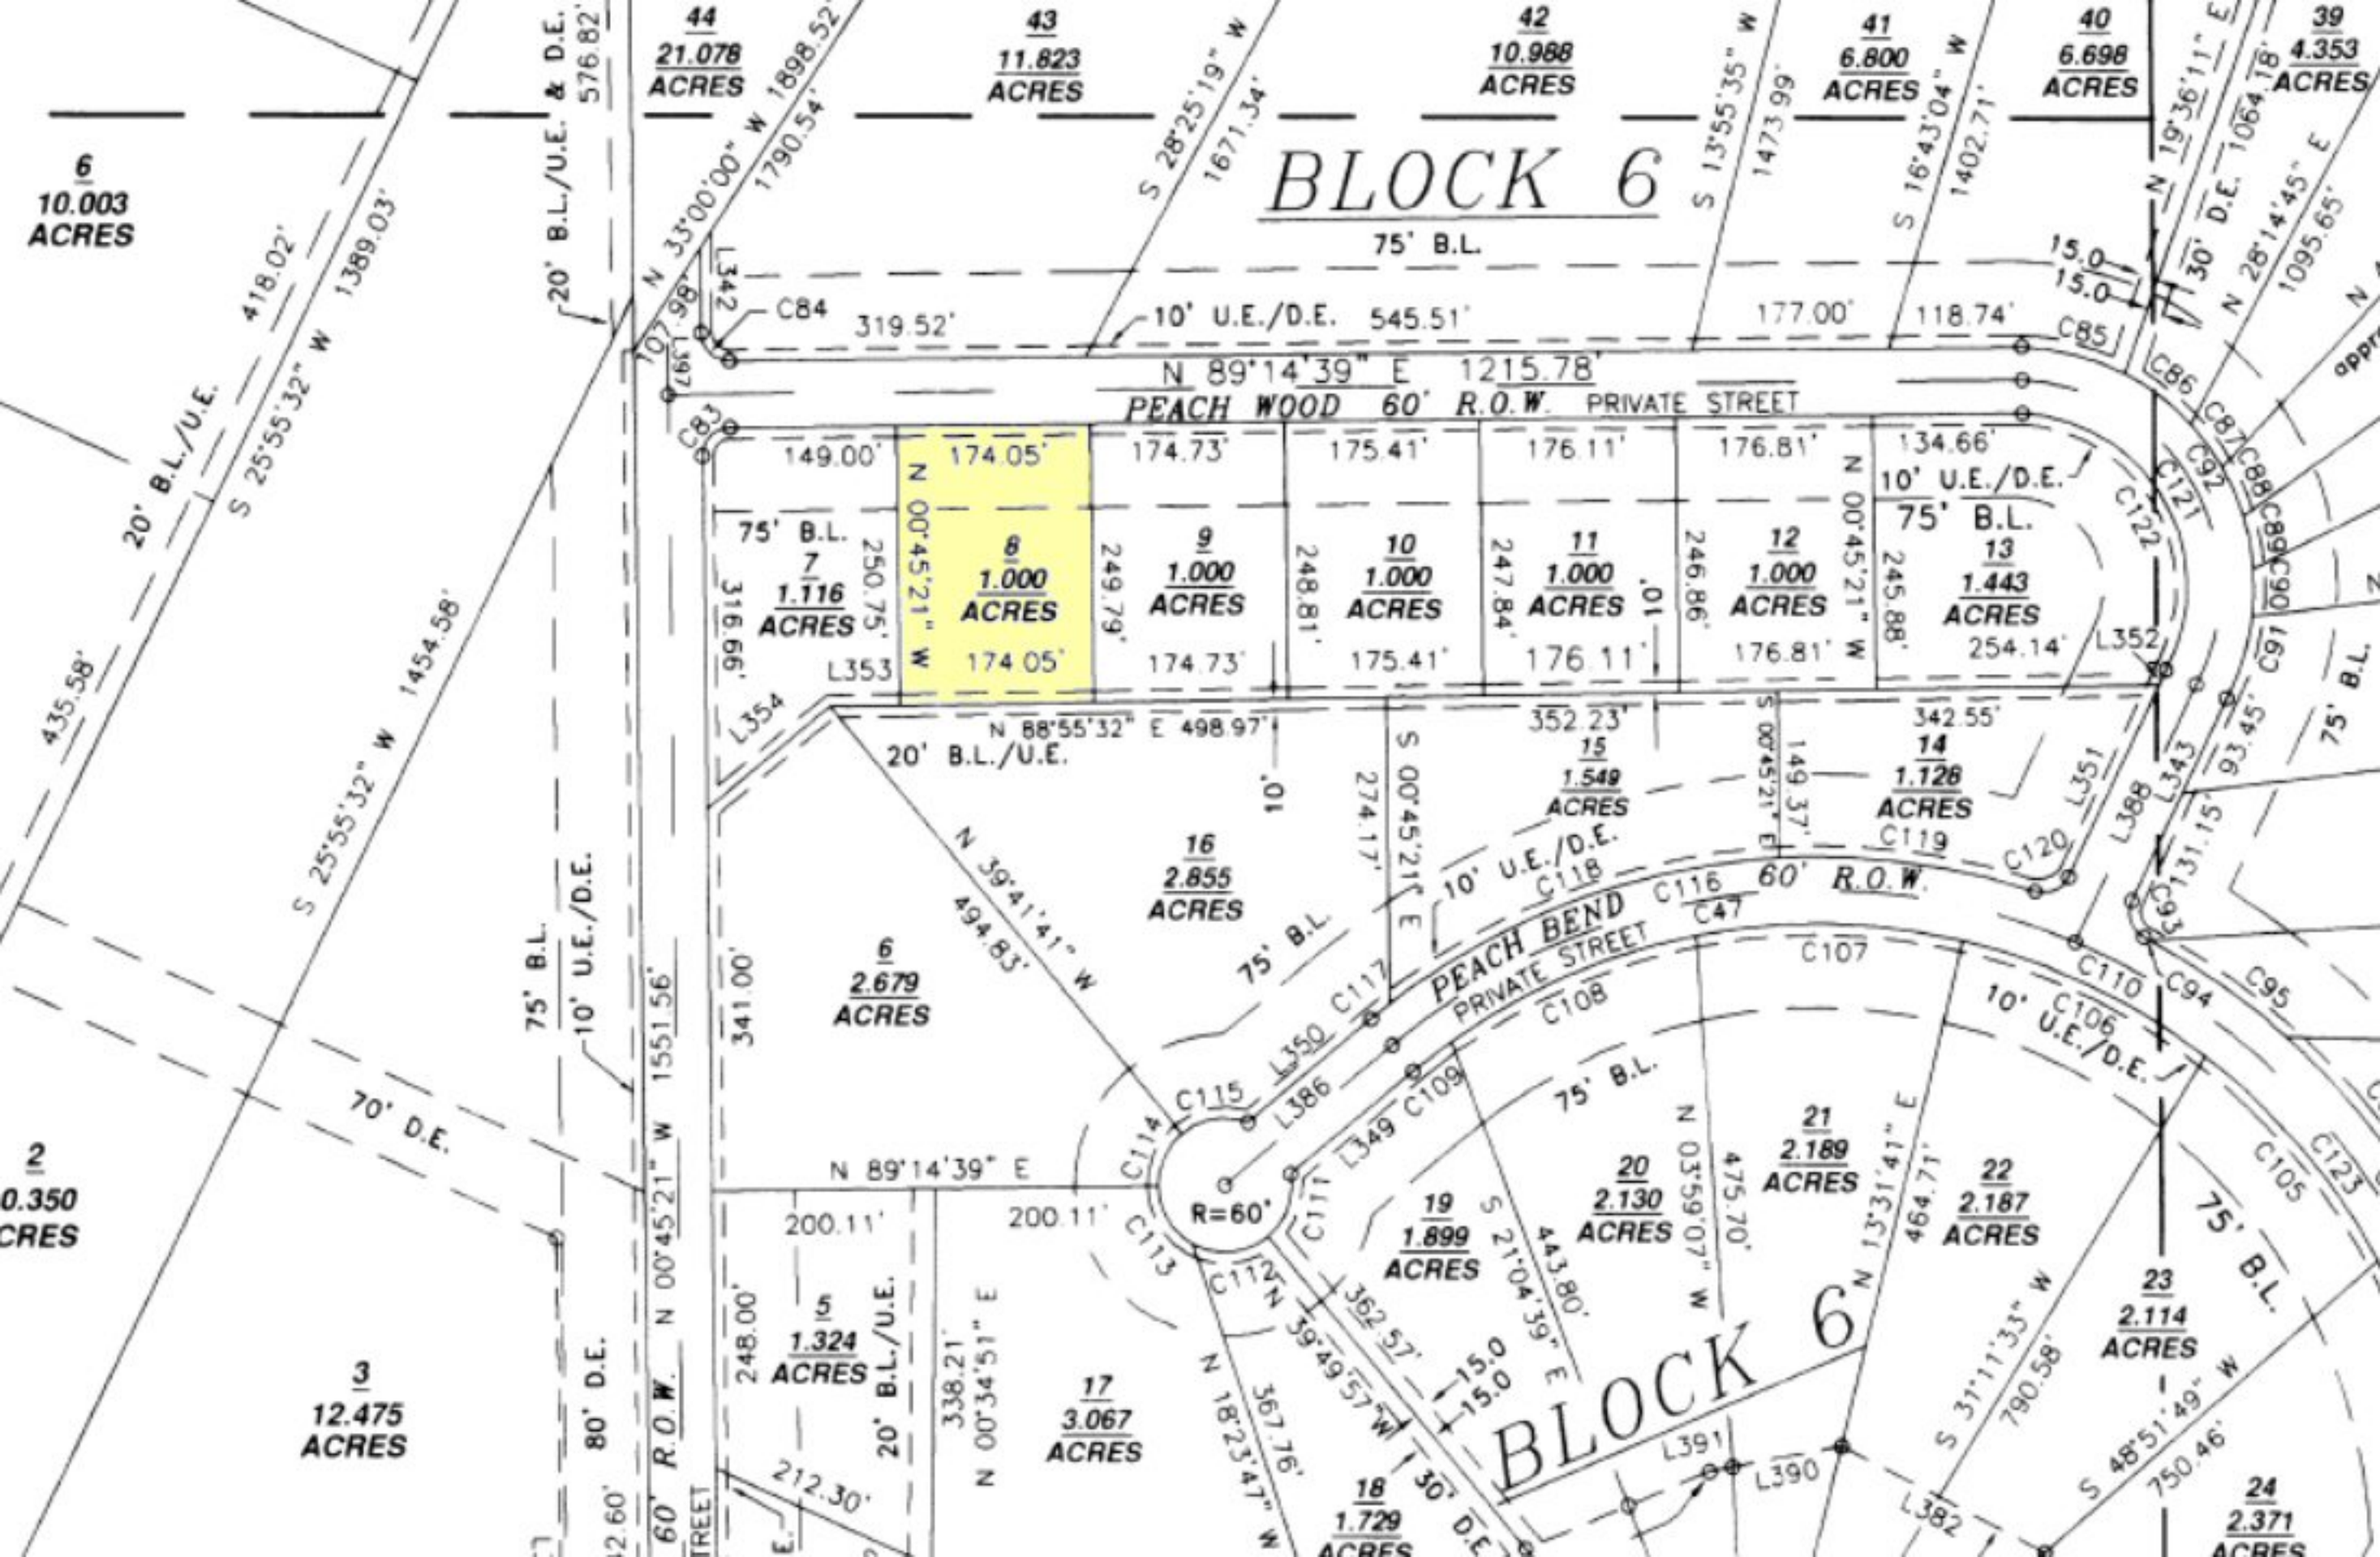 44
21.078
ACRES
43
11.823
ACRES
42
10.988
ACRES
41
6.800
ACRES
40
6.698
ACRES
39
4.353
ACRES
20' B.L./U.E. & D.E.
576.82'
N 33°00'00" W 1898.52'
1790.54'
107.98'
S 28°25'19" W
1671.34'
S 13°55'35" W
1473.99'
S 16°43'04" W
1402.71'
N 19°36'11" E
30' D.E. 1064.18'
N 28°14'45" E
1095.65'
6
10.003
ACRES
418.02'
S 25°55'32" W 1389.03'
20' B.L./U.E.
BLOCK 6
75' B.L.
15.0
15.0
L342
C84
L397
C83
319.52'
10' U.E./D.E. 545.51'
177.00'
118.74'
C85
C86
C87
C88
C89
C90
C91
C92
N 89°14'39" E 1215.78'
PEACH WOOD 60' R.O.W. PRIVATE STREET
149.00'
174.05'
174.73'
175.41'
176.11'
176.81'
134.66'
10' U.E./D.E.
75' B.L.
C121
C122
75' B.L.
7
1.116
ACRES
316.66'
250.75'
N 00°45'21" W
8
1.000
ACRES
249.79'
9
1.000
ACRES
248.81'
10
1.000
ACRES
247.84'
11
1.000
ACRES
10'
246.86'
12
1.000
ACRES
N 00°45'21" W
245.88'
13
1.443
ACRES
L353
174.05'
174.73'
175.41'
176.11'
176.81'
254.14'
L352
L354
N 88°55'32" E 498.97'
20' B.L./U.E.
10'
352.23'
342.55'
435.58'
S 25°55'32" W 1454.58'
N 39°41'41" W
494.83'
16
2.855
ACRES
274.17'
S 00°45'21" E
15
1.549
ACRES
S 00°45'21" E
149.37'
14
1.128
ACRES
L351
L388
L343
93.45'
131.15'
75' B.L.
C93
10' U.E./D.E.
C118
C116
C119
C120
60' R.O.W.
C47
PEACH BEND
PRIVATE STREET
C117
75' B.L.
C108
C107
C110
C94
C95
10' U.E./D.E.
C106
6
2.679
ACRES
75' B.L.
10' U.E./D.E.
341.00'
N 00°45'21" W 1551.56'
60' R.O.W.
70' D.E.
L350
L386
L349
C109
C115
C114
C113
C112
C111
R=60'
75' B.L.
N 89°14'39" E
200.11'
200.11'
2
0.350
CRES
3
12.475
ACRES
80' D.E.
248.00'
5
1.324
ACRES
20' B.L./U.E.
338.21'
N 00°34'51" E
17
3.067
ACRES
212.30'
TREET
N 18°23'47" W
367.76'
N 39°49'57" W
362.57'
15.0
15.0
30' D.E.
18
1.729
ACRES
19
1.899
ACRES
S 21°04'39" E
443.80'
20
2.130
ACRES
N 03°59'07" W
475.70'
21
2.189
ACRES
N 13°31'41" E
464.71'
22
2.187
ACRES
S 31°11'33" W
790.58'
23
2.114
ACRES
S 48°51'49" W
750.46'
24
2.371
ACRES
75' B.L.
C105
C123
BLOCK 6
L391
L390
L382